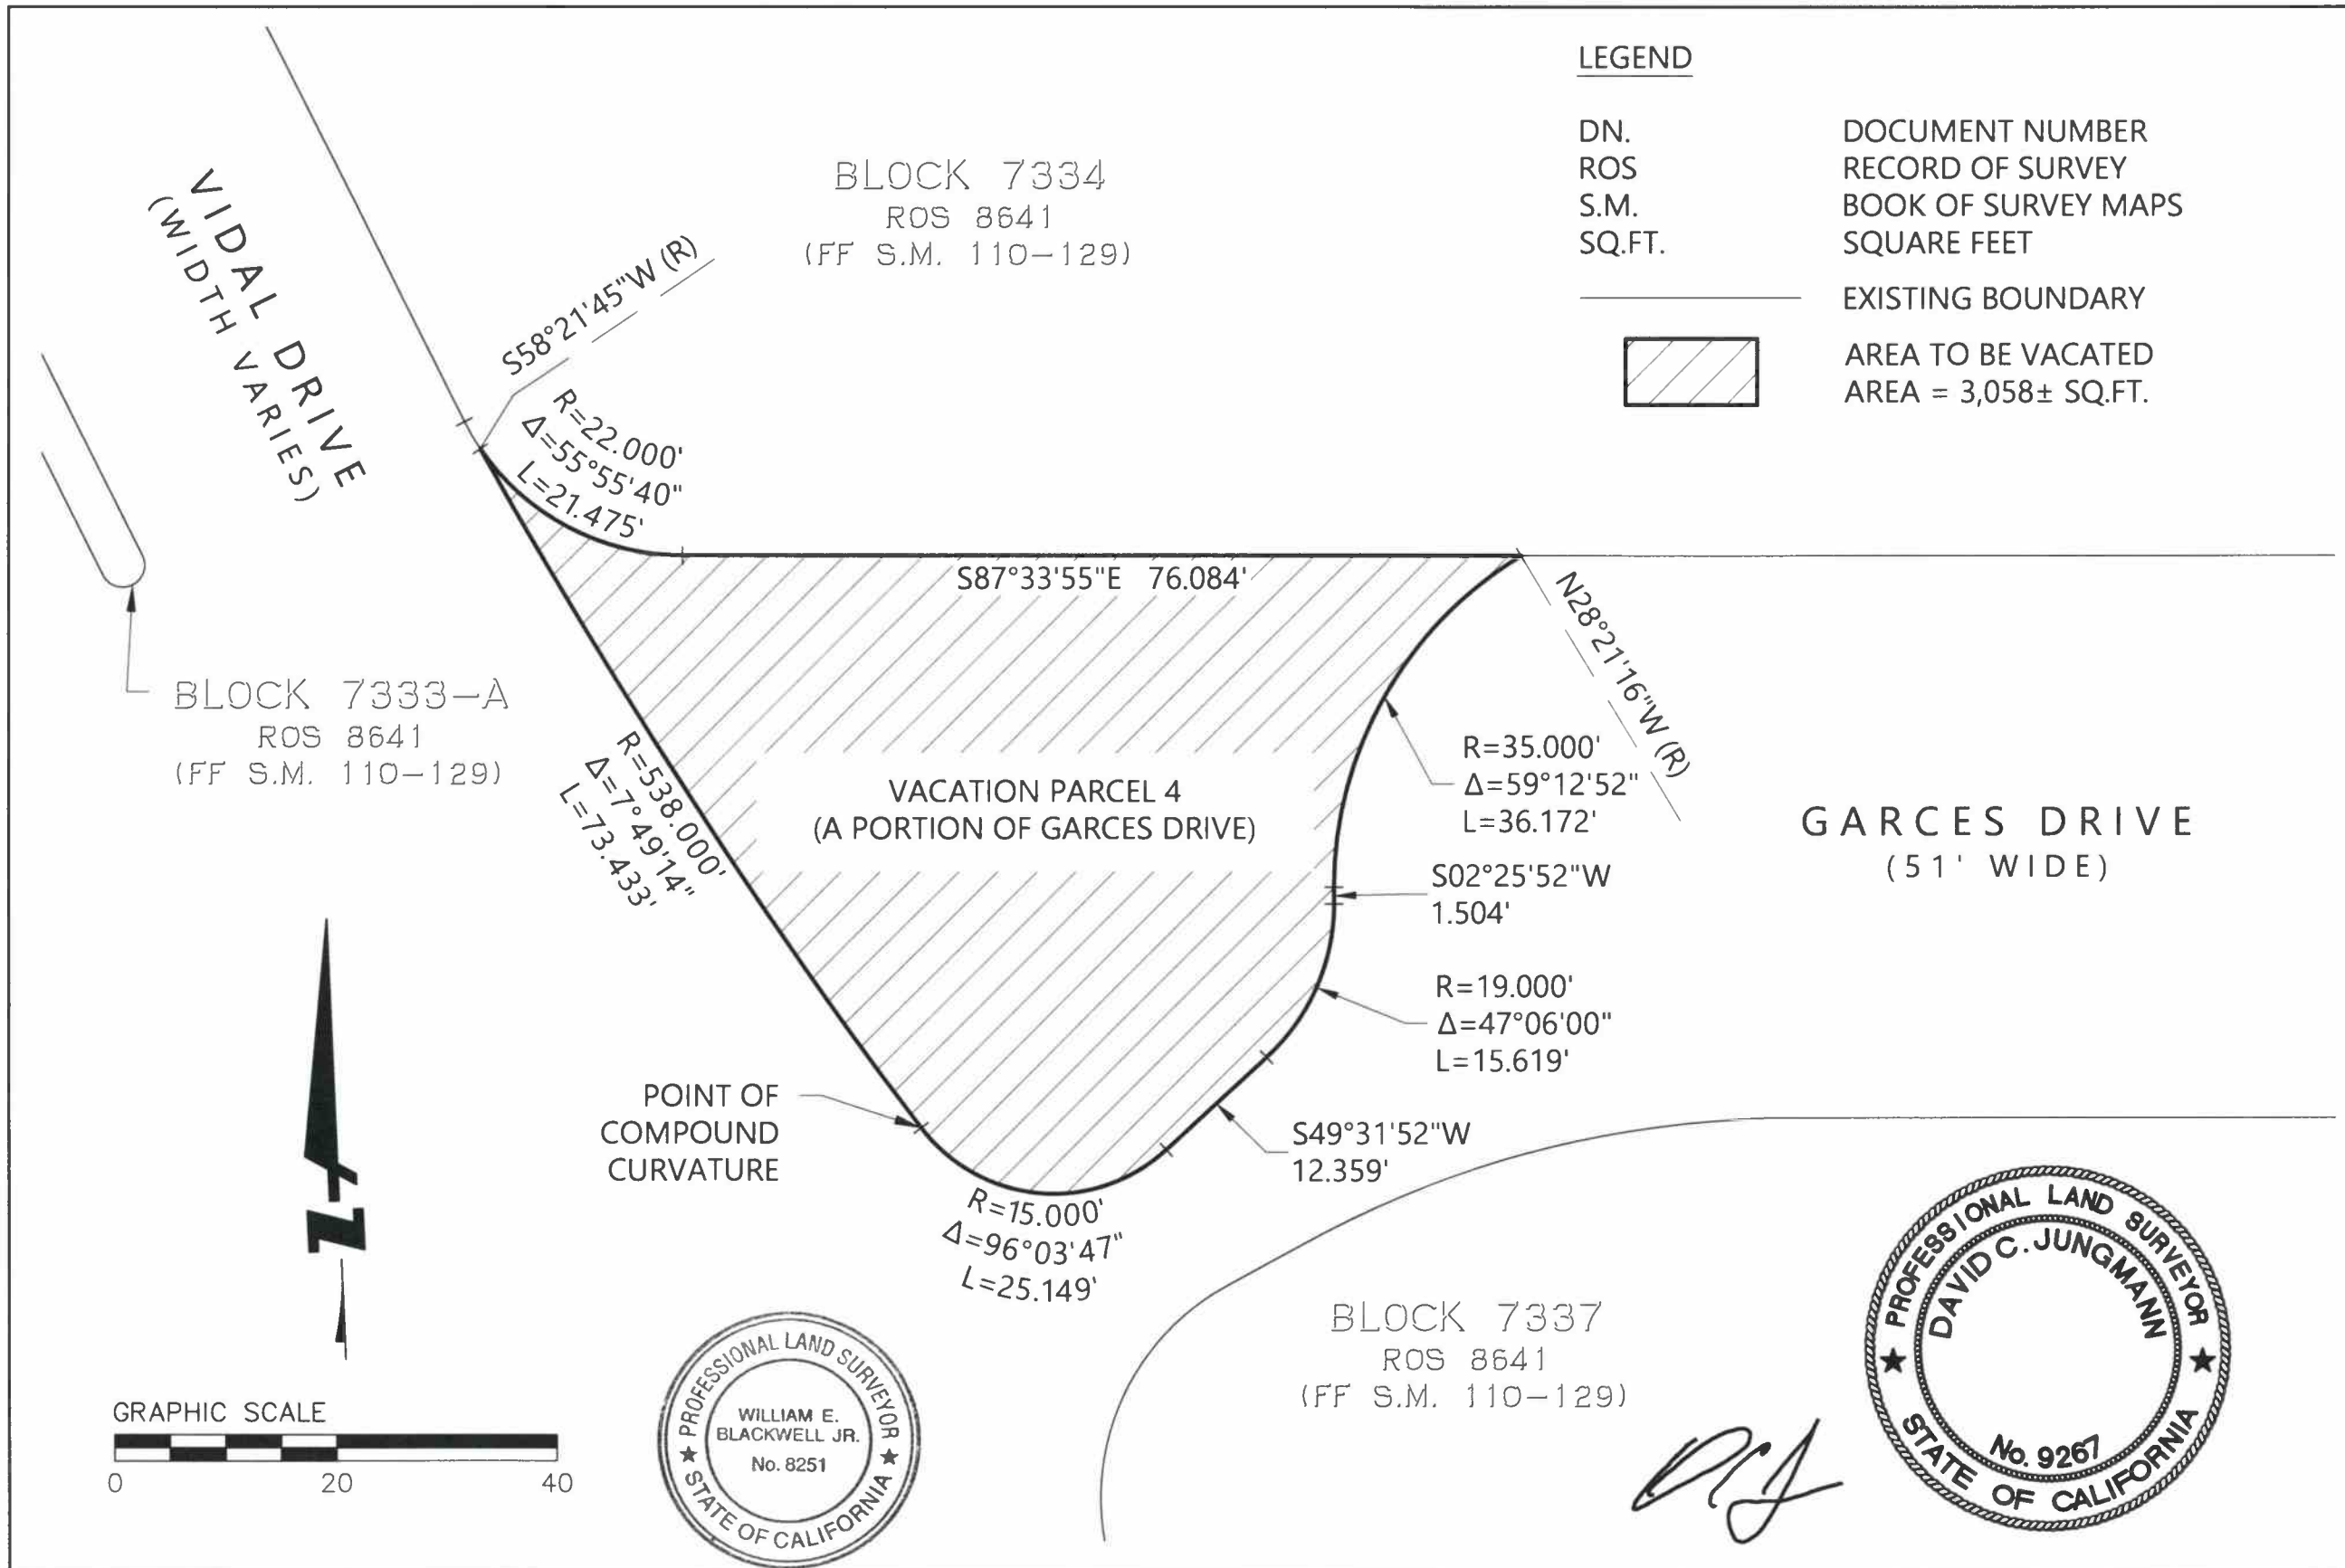 LEGEND
DN. DOCUMENT NUMBER
ROS RECORD OF SURVEY
S.M. BOOK OF SURVEY MAPS
SQ.FT. SQUARE FEET
EXISTING BOUNDARY
AREA TO BE VACATED
AREA = 3,058± SQ.FT.
VIDAL DRIVE
(WIDTH VARIES)
BLOCK 7334
ROS 8641
(FF S.M. 110-129)
S58°21'45"W (R)
R=22.000'
Δ=55°55'40"
L=21.475'
S87°33'55"E 76.084'
N28°21'16"W (R)
BLOCK 7333-A
ROS 8641
(FF S.M. 110-129)
R=538.000'
Δ=7°49'14"
L=73.433'
VACATION PARCEL 4
(A PORTION OF GARCES DRIVE)
R=35.000'
Δ=59°12'52"
L=36.172'
GARCES DRIVE
(51' WIDE)
S02°25'52"W
1.504'
R=19.000'
Δ=47°06'00"
L=15.619'
POINT OF
COMPOUND
CURVATURE
S49°31'52"W
12.359'
R=15.000'
Δ=96°03'47"
L=25.149'
BLOCK 7337
ROS 8641
(FF S.M. 110-129)
N
GRAPHIC SCALE
0 20 40
PROFESSIONAL LAND SURVEYOR
WILLIAM E.
BLACKWELL JR.
No. 8251
STATE OF CALIFORNIA
PROFESSIONAL LAND SURVEYOR
DAVID C. JUNGMANN
No. 9267
STATE OF CALIFORNIA